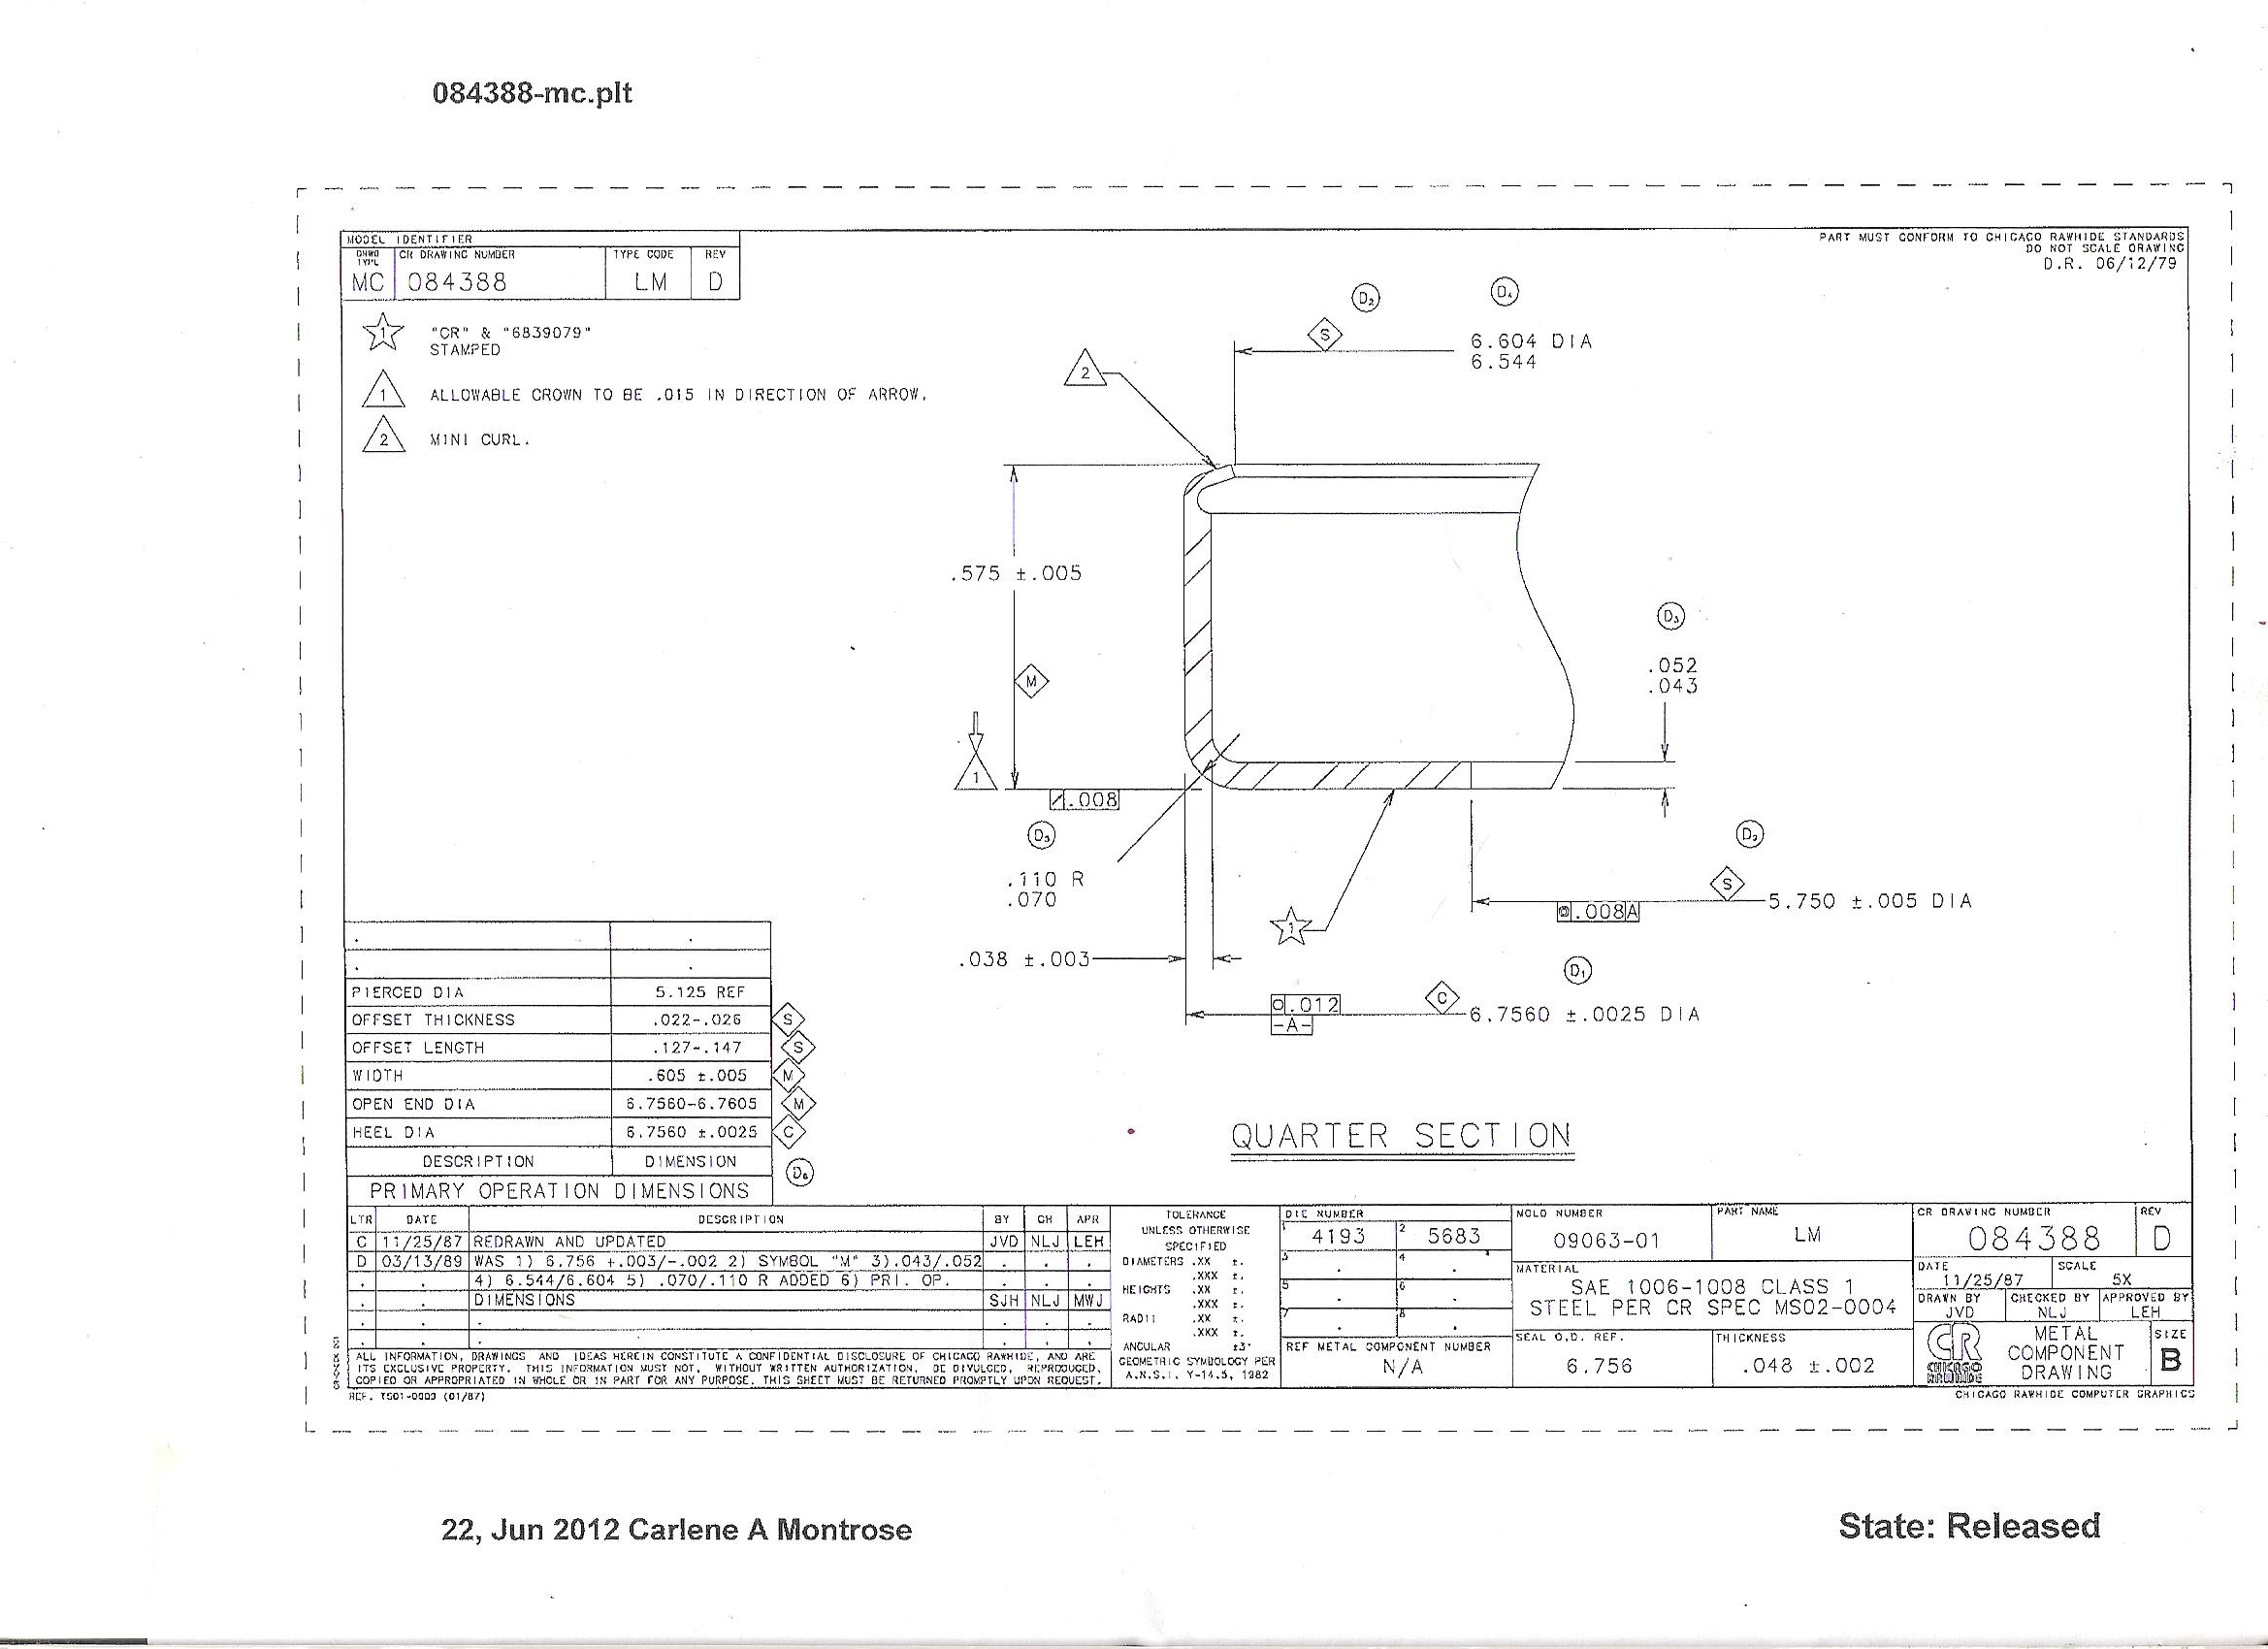 084388-mc.plt
MODEL IDENTIFIER
CR DRAWING NUMBER TYPE CODE REV
MC 084388 LM D
PART MUST CONFORM TO CHICAGO RAWHIDE STANDARDS
DO NOT SCALE DRAWING
D.R. 06/12/79
1 "CR" & "6839079"
STAMPED
1 ALLOWABLE CROWN TO BE .015 IN DIRECTION OF ARROW.
2 MINI CURL.
D2 D4
S
6.604 DIA
6.544
2
.575 ±.005
M
D3
.052
.043
1
.008
D5
.110 R
.070
D2
S
.008 A
5.750 ±.005 DIA
1
.038 ±.003
D1
.012
C
-A-
6.7560 ±.0025 DIA
QUARTER SECTION
PIERCED DIA 5.125 REF
OFFSET THICKNESS .022-.026 S
OFFSET LENGTH .127-.147 S
WIDTH .605 ±.005 M
OPEN END DIA 6.7560-6.7605 M
HEEL DIA 6.7560 ±.0025 C
DESCRIPTION DIMENSION
D6
PRIMARY OPERATION DIMENSIONS
LTR DATE DESCRIPTION BY CH APR
C 11/25/87 REDRAWN AND UPDATED JVD NLJ LEH
D 03/13/89 WAS 1) 6.756 +.003/-.002 2) SYMBOL "M" 3).043/.052
4) 6.544/6.604 5) .070/.110 R ADDED 6) PRI. OP.
DIMENSIONS SJH NLJ MWJ
ALL INFORMATION, DRAWINGS AND IDEAS HEREIN CONSTITUTE A CONFIDENTIAL DISCLOSURE OF CHICAGO RAWHIDE, AND ARE
ITS EXCLUSIVE PROPERTY. THIS INFORMATION MUST NOT, WITHOUT WRITTEN AUTHORIZATION, BE DIVULGED, REPRODUCED,
COPIED OR APPROPRIATED IN WHOLE OR IN PART FOR ANY PURPOSE. THIS SHEET MUST BE RETURNED PROMPTLY UPON REQUEST.
REF. TS01-0003 (01/87)
TOLERANCE
UNLESS OTHERWISE
SPECIFIED
DIAMETERS .XX ±.
.XXX ±.
HEIGHTS .XX ±.
.XXX ±.
RADII .XX ±.
.XXX ±.
ANGULAR ±3°
GEOMETRIC SYMBOLOGY PER
A.N.S.I. Y-14.5, 1982
DIE NUMBER
1 4193 2 5683
3 4
5 6
7 8
REF METAL COMPONENT NUMBER
N/A
MOLD NUMBER
09063-01
PART NAME
LM
MATERIAL
SAE 1006-1008 CLASS 1
STEEL PER CR SPEC MS02-0004
SEAL O.D. REF.
6.756
THICKNESS
.048 ±.002
CR DRAWING NUMBER REV
084388 D
DATE SCALE
11/25/87 5X
DRAWN BY CHECKED BY APPROVED BY
JVD NLJ LEH
CR
CHICAGO
RAWHIDE
METAL
COMPONENT
DRAWING
SIZE
B
CHICAGO RAWHIDE COMPUTER GRAPHICS
22, Jun 2012 Carlene A Montrose
State: Released